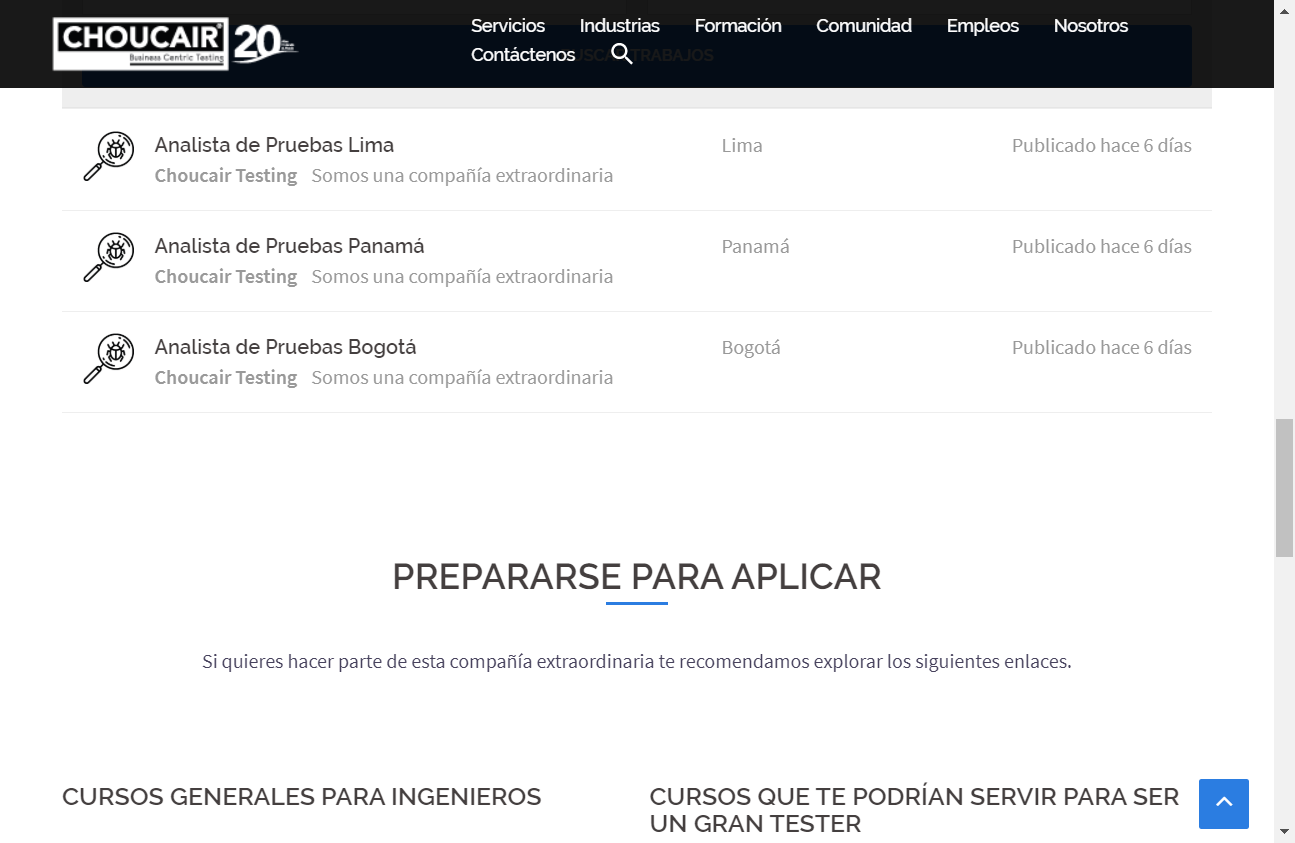 CHOUCAIR
Business Centric Testing
20
Servicios Industrias Formación Comunidad Empleos Nosotros
Contáctenos
TRABAJOS
Analista de Pruebas Lima Lima Publicado hace 6 días
Choucair Testing Somos una compañía extraordinaria
Analista de Pruebas Panamá Panamá Publicado hace 6 días
Choucair Testing Somos una compañía extraordinaria
Analista de Pruebas Bogotá Bogotá Publicado hace 6 días
Choucair Testing Somos una compañía extraordinaria
PREPARARSE PARA APLICAR
Si quieres hacer parte de esta compañía extraordinaria te recomendamos explorar los siguientes enlaces.
CURSOS GENERALES PARA INGENIEROS
CURSOS QUE TE PODRÍAN SERVIR PARA SER
UN GRAN TESTER